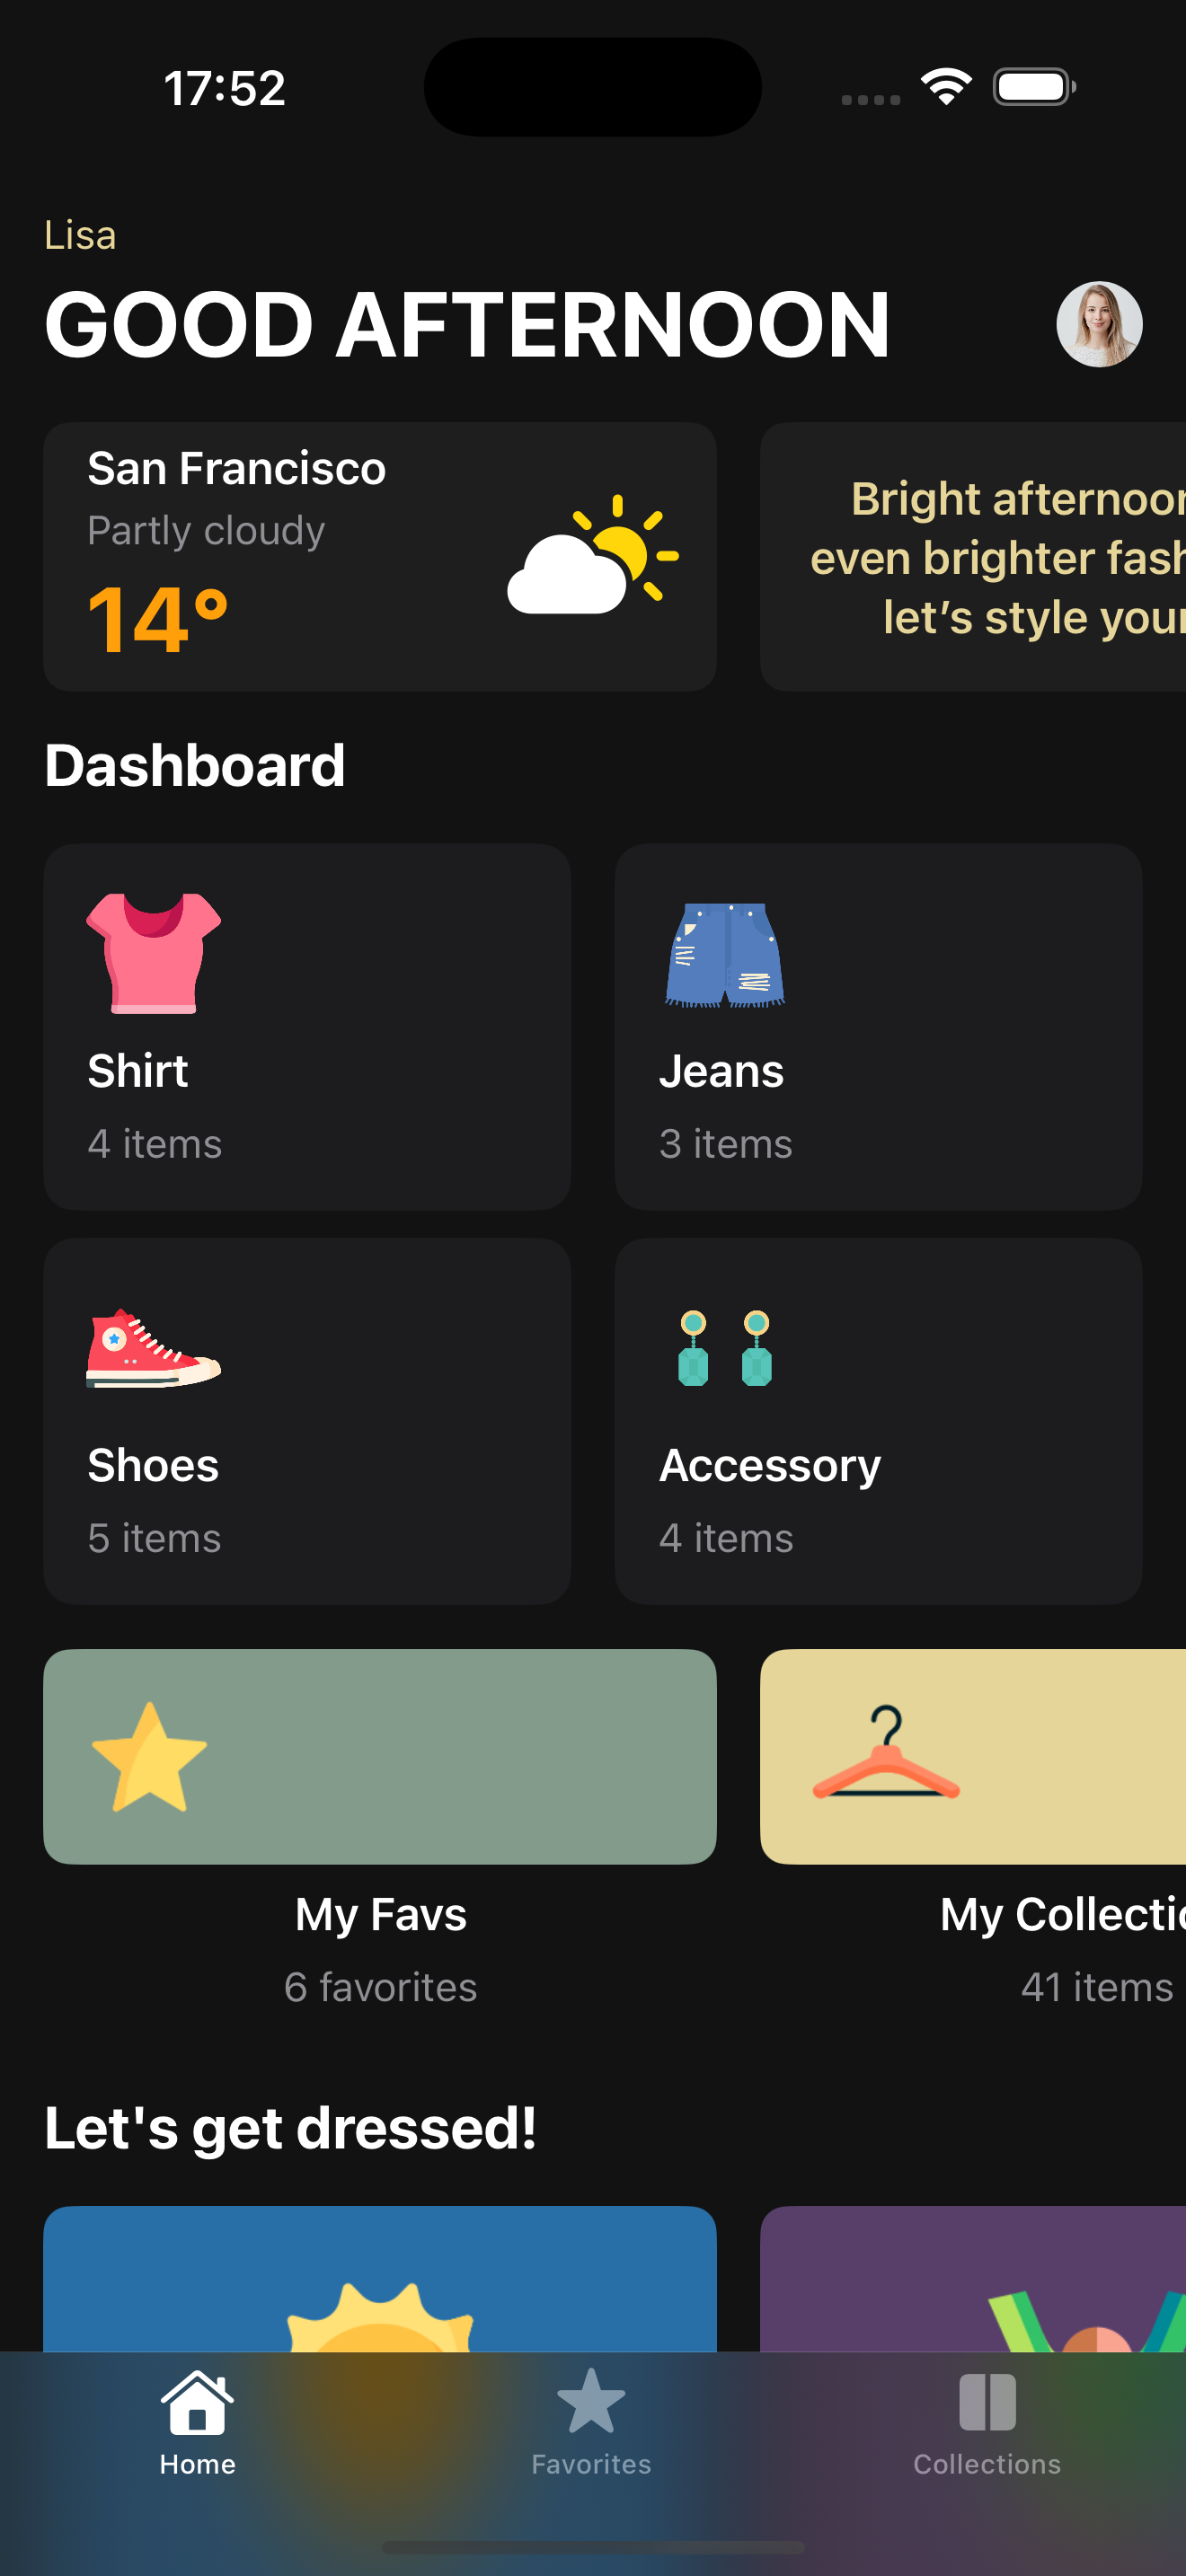 17:52
Lisa
GOOD AFTERNOON
San Francisco
Partly cloudy
14°
Bright afternoon
even brighter fash
let’s style your
Dashboard
Shirt
4 items
Jeans
3 items
Shoes
5 items
Accessory
4 items
My Favs
6 favorites
My Collectic
41 items
Let's get dressed!
Home
Favorites
Collections